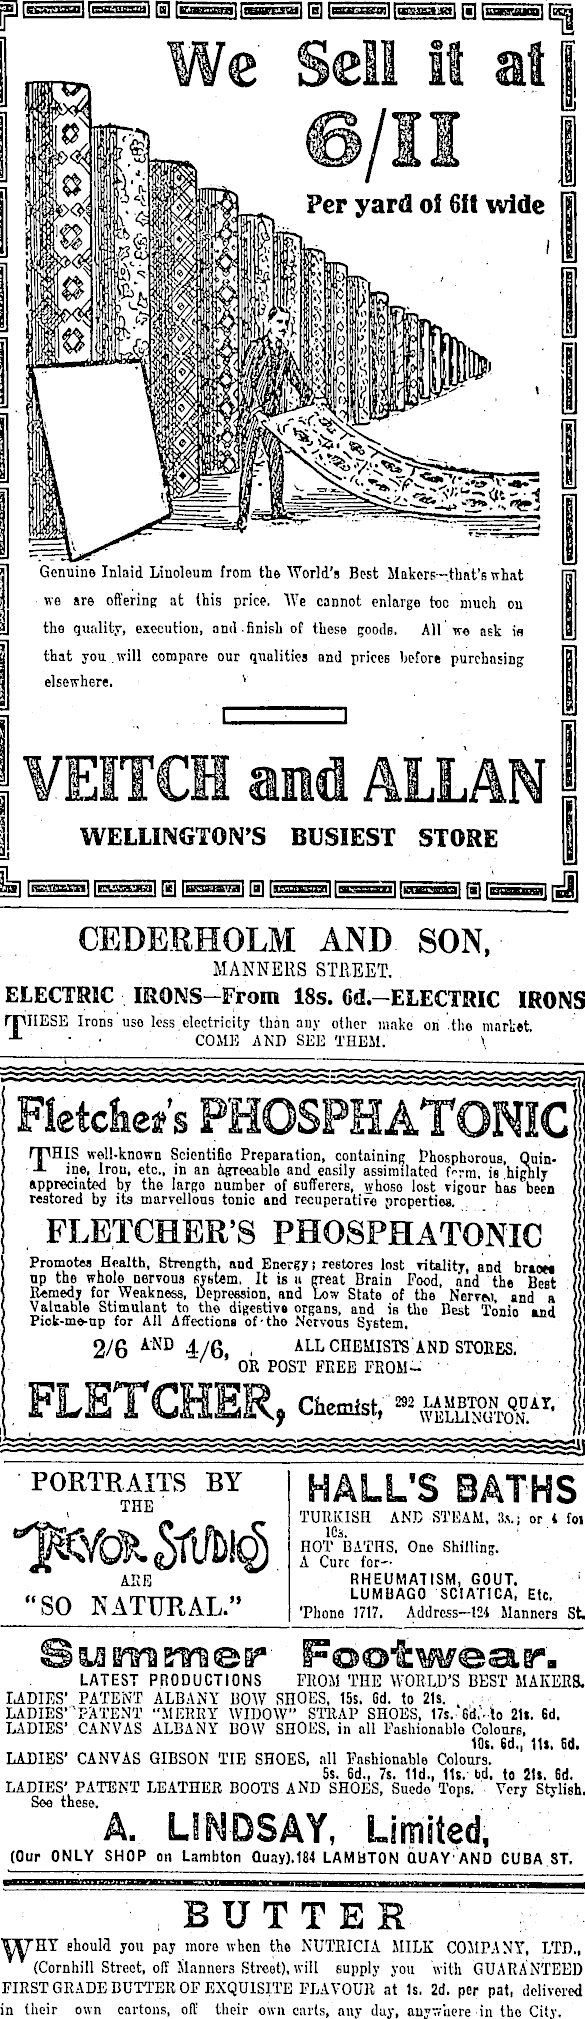 We Sell it at
6/11
Per yard of 6ft wide
Genuine Inlaid Linoleum from the World's Best Makers—that's what
we are offering at this price. We cannot enlarge too much on
the quality, execution, and finish of these goods. All we ask is
that you will compare our qualities and prices before purchasing
elsewhere.
VEITCH and ALLAN
WELLINGTON'S BUSIEST STORE
CEDERHOLM AND SON,
MANNERS STREET.
ELECTRIC IRONS—From 18s. 6d.—ELECTRIC IRONS
THESE Irons use less electricity than any other make on the market.
COME AND SEE THEM.
Fletcher's PHOSPHATONIC
THIS well-known Scientific Preparation, containing Phosphorous, Quin-
ine, Iron, etc., in an agreeable and easily assimilated form, is highly
appreciated by the large number of sufferers, whose lost vigour has been
restored by its marvellous tonic and recuperative properties.
FLETCHER'S PHOSPHATONIC
Promotes Health, Strength, and Energy; restores lost vitality, and braces
up the whole nervous system. It is a great Brain Food, and the Best
Remedy for Weakness, Depression, and Low State of the Nerves, and a
Valuable Stimulant to the digestive organs, and is the Best Tonic and
Pick-me-up for All Affections of the Nervous System.
2/6 AND 4/6, ALL CHEMISTS AND STORES.
OR POST FREE FROM—
FLETCHER, Chemist, 292 LAMBTON QUAY,
WELLINGTON.
PORTRAITS BY
THE
TREVOR STUDIOS
ARE
"SO NATURAL."
HALL'S BATHS
TURKISH AND STEAM, 3s.; or 4 for
10s.
HOT BATHS, One Shilling.
A Cure for—
RHEUMATISM, GOUT,
LUMBAGO SCIATICA, Etc.
'Phone 1717. Address—124 Manners St.
Summer Footwear.
LATEST PRODUCTIONS FROM THE WORLD'S BEST MAKERS.
LADIES' PATENT ALBANY BOW SHOES, 15s. 6d. to 21s.
LADIES' PATENT "MERRY WIDOW" STRAP SHOES, 17s. 6d. to 21s. 6d.
LADIES' CANVAS ALBANY BOW SHOES, in all Fashionable Colours,
10s. 6d., 11s. 6d.
LADIES' CANVAS GIBSON TIE SHOES, all Fashionable Colours.
5s. 6d., 7s. 11d., 11s. 6d. to 21s. 6d.
LADIES' PATENT LEATHER BOOTS AND SHOES, Suede Tops. Very Stylish.
See these.
A. LINDSAY, Limited,
(Our ONLY SHOP on Lambton Quay).184 LAMBTON QUAY AND CUBA ST.
BUTTER
WHY should you pay more when the NUTRICIA MILK COMPANY, LTD.,
(Cornhill Street, off Manners Street), will supply you with GUARANTEED
FIRST GRADE BUTTER OF EXQUISITE FLAVOUR at 1s. 2d. per pat, delivered
in their own cartons, off their own carts, any day, anywhere in the City.